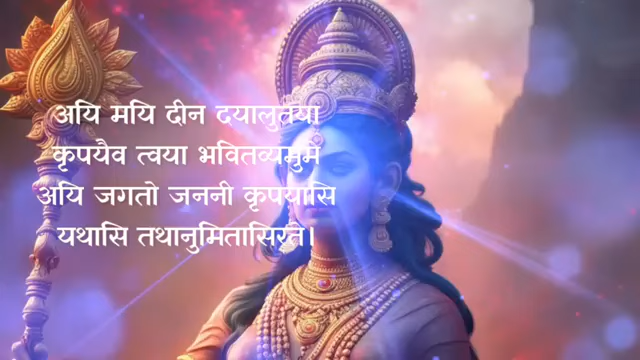 अयि मयि दीन दयालुतया
कृपयैव त्वया भवितव्यमुमे
अयि जगतो जननी कृपयासि
यथासि तथानुमितासिरते।